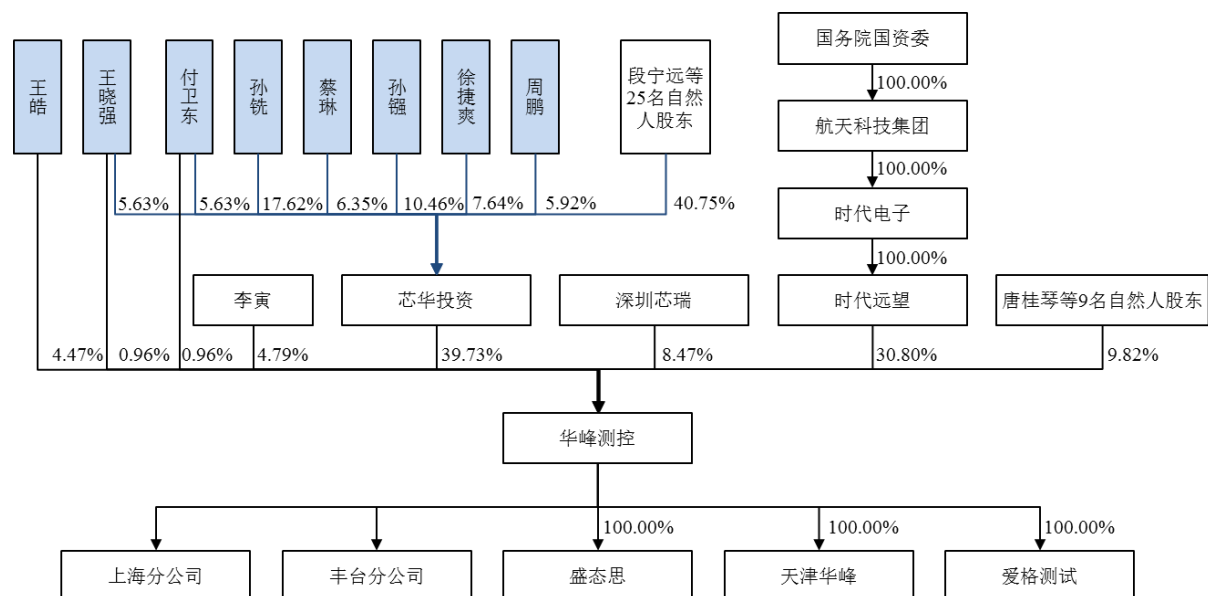 国务院国资委
100.00%
王皓
王晓强
付卫东
孙铣
蔡琳
孙镪
徐捷爽
周鹏
段宁远等
25名自然
人股东
航天科技集团
100.00%
5.63%
5.63%
17.62%
6.35%
10.46%
7.64%
5.92%
40.75%
时代电子
100.00%
李寅
芯华投资
深圳芯瑞
时代远望
唐桂琴等9名自然人股东
4.47%
0.96%
0.96%
4.79%
39.73%
8.47%
30.80%
9.82%
华峰测控
100.00%
100.00%
100.00%
上海分公司
丰台分公司
盛态思
天津华峰
爱格测试